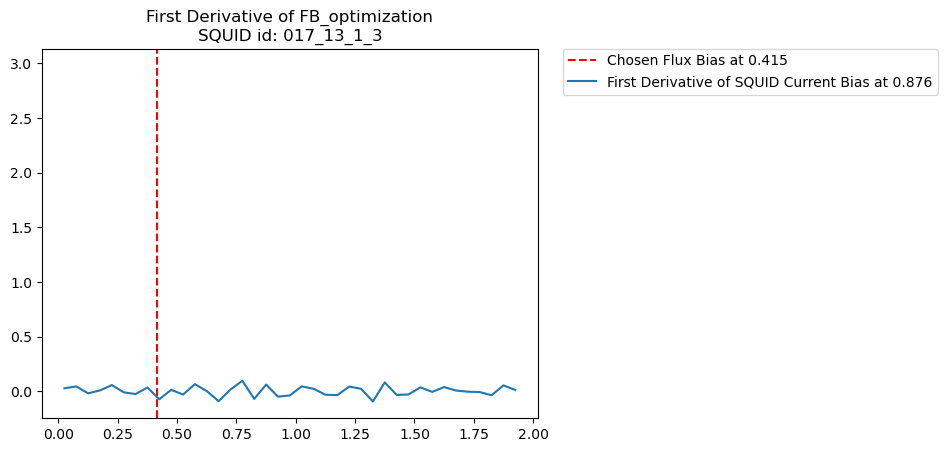 First Derivative of FB_optimization
SQUID id: 017_13_1_3
Chosen Flux Bias at 0.415
First Derivative of SQUID Current Bias at 0.876
3.0
2.5
2.0
1.5
1.0
0.5
0.0
0.00 0.25 0.50 0.75 1.00 1.25 1.50 1.75 2.00